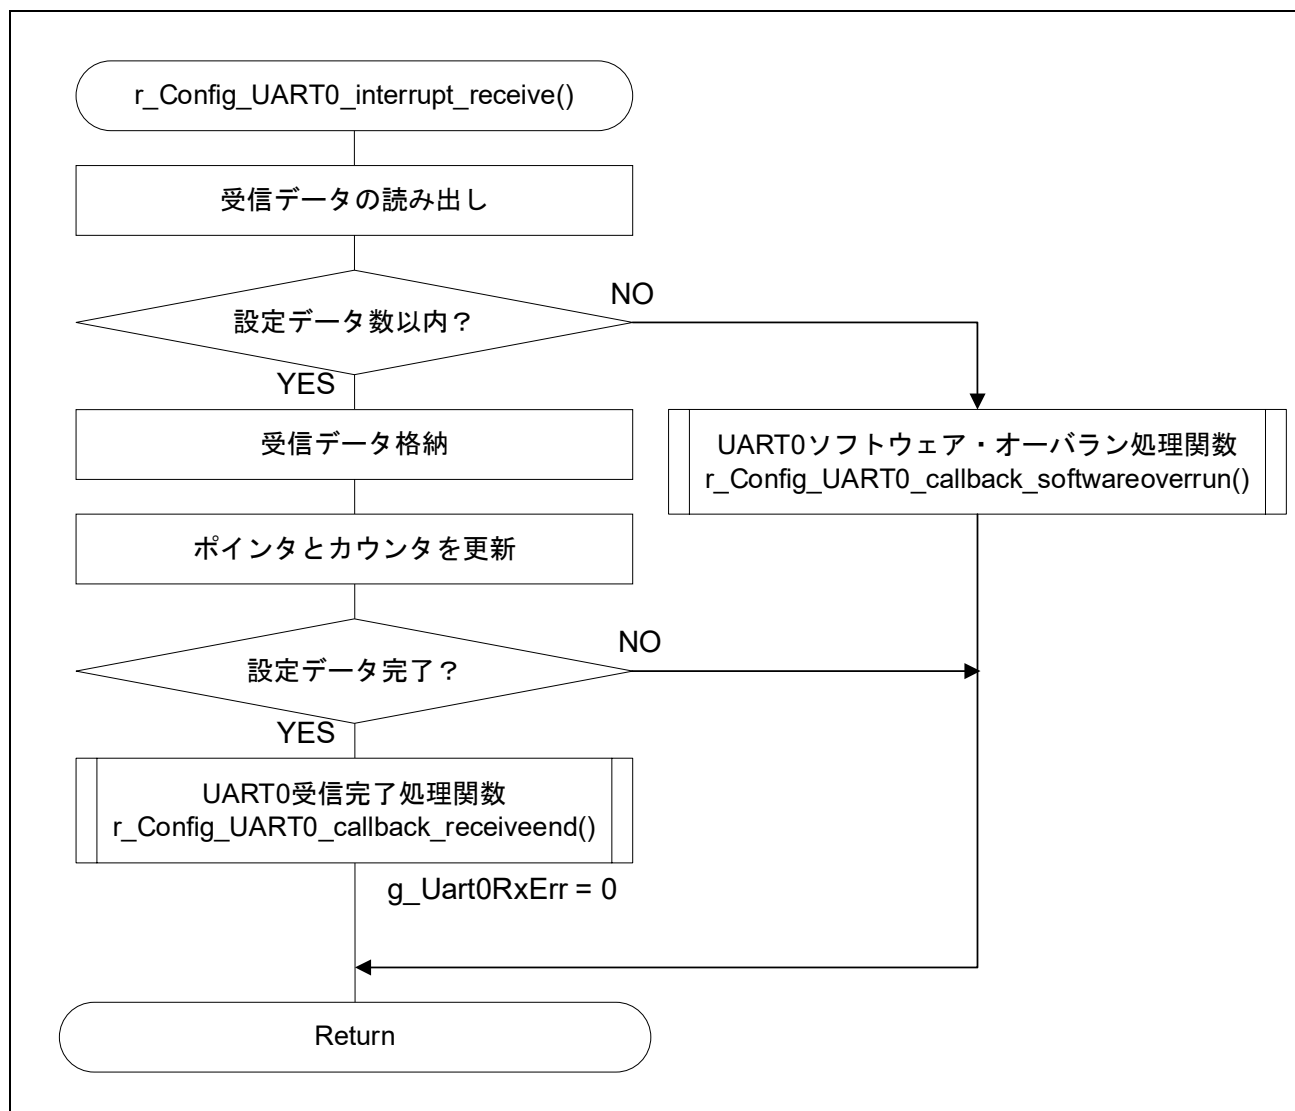 r_Config_UART0_interrupt_receive()
受信データの読み出し
設定データ数以内？
NO
YES
受信データ格納
UART0ソフトウェア・オーバラン処理関数
r_Config_UART0_callback_softwareoverrun()
ポインタとカウンタを更新
設定データ完了？
NO
YES
UART0受信完了処理関数
r_Config_UART0_callback_receiveend()
g_Uart0RxErr = 0
Return